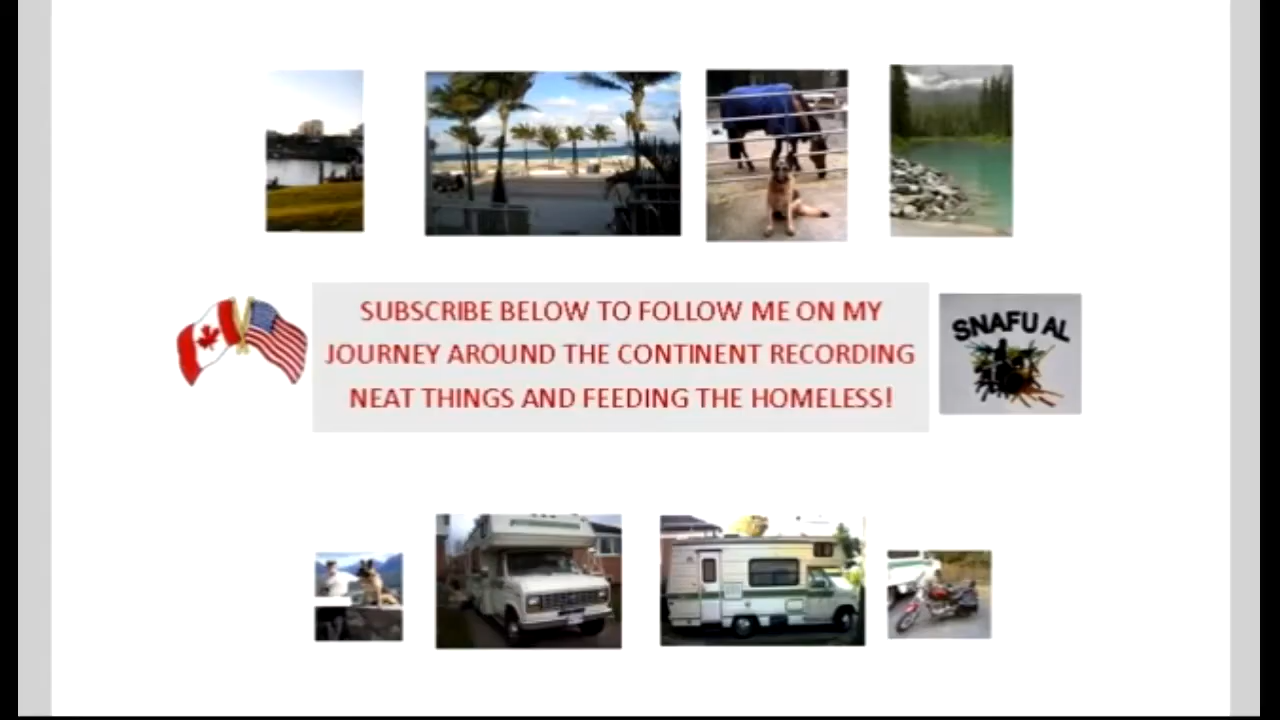 SUBSCRIBE BELOW TO FOLLOW ME ON MY
JOURNEY AROUND THE CONTINENT RECORDING
NEAT THINGS AND FEEDING THE HOMELESS!
SNAFU AL